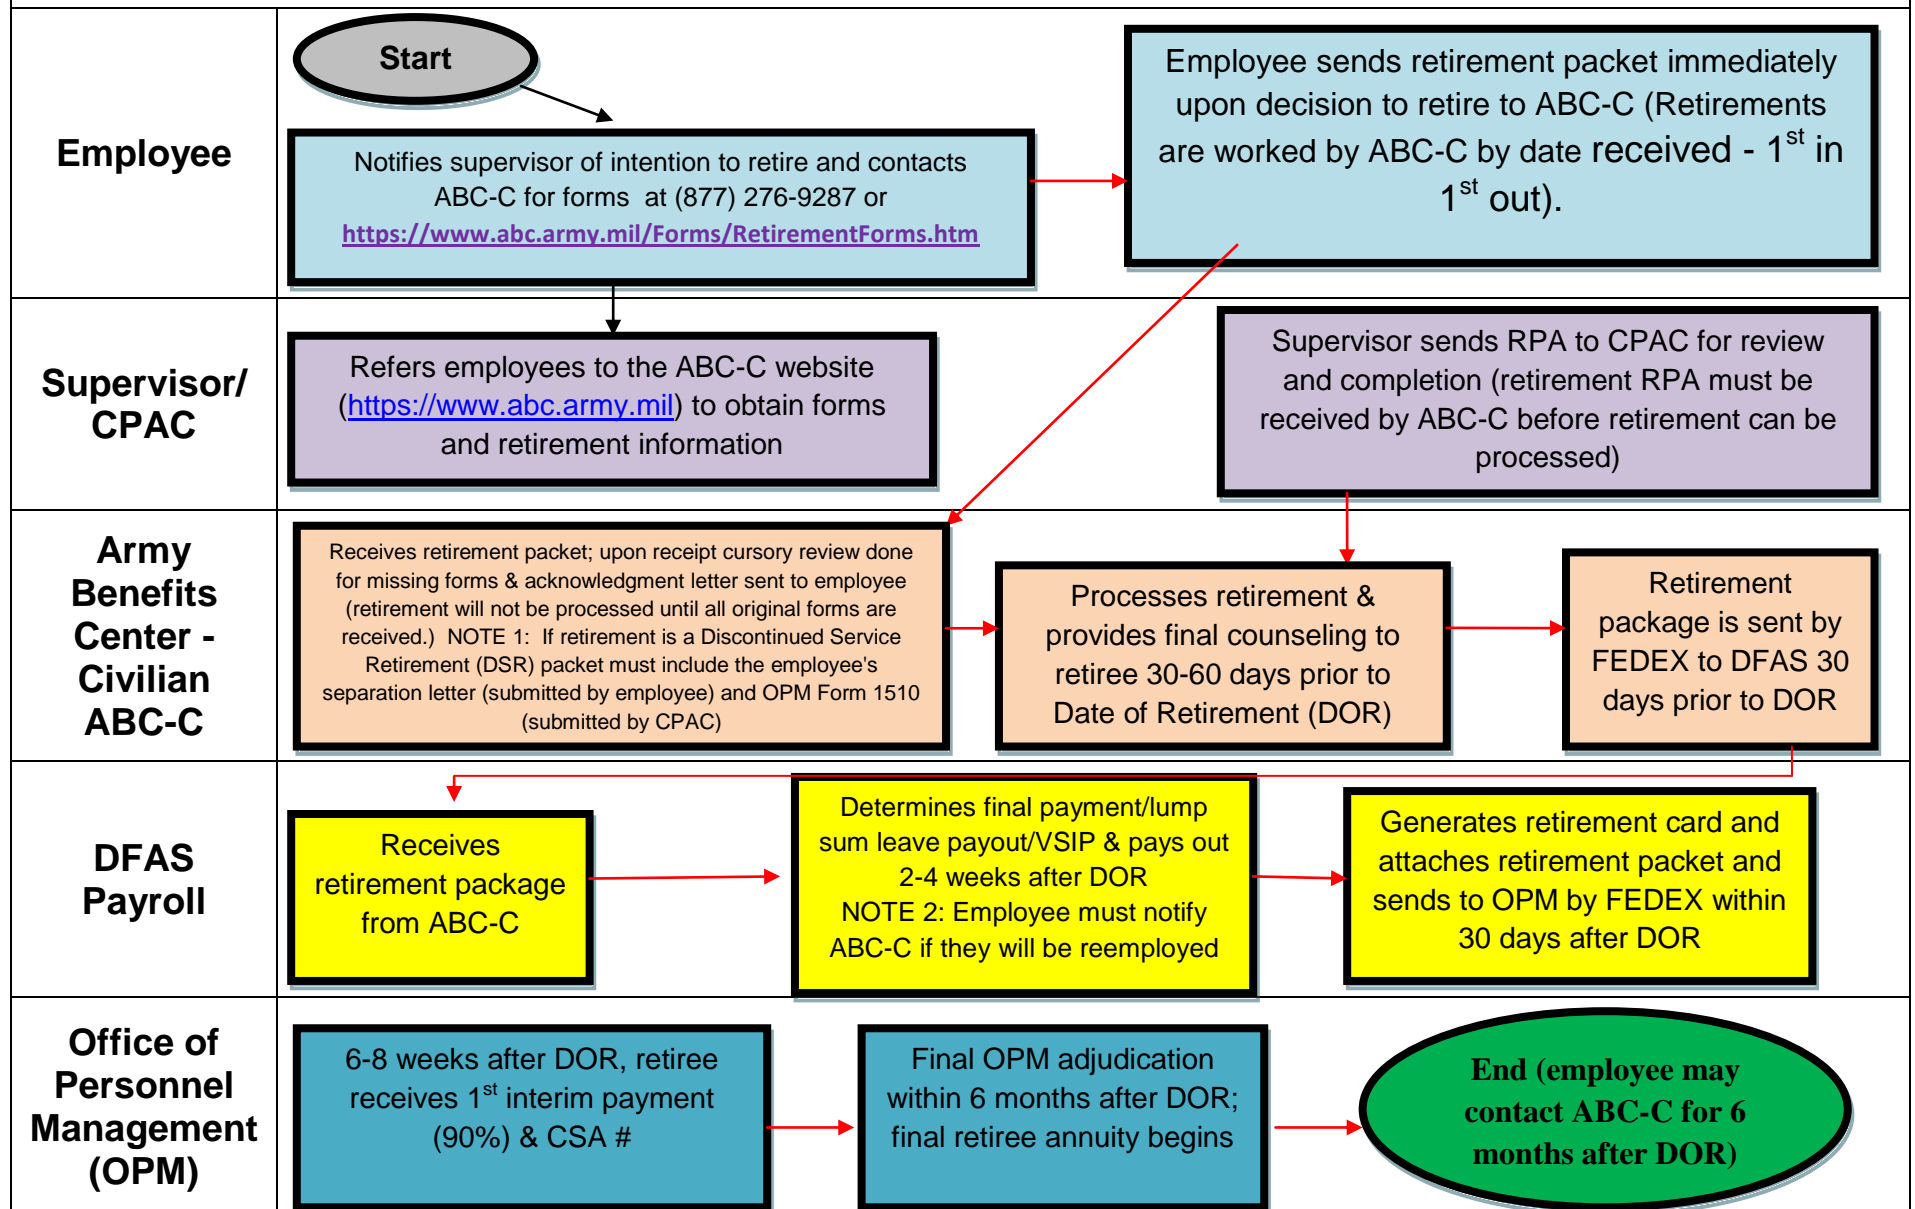 Employee
Start
Notifies supervisor of intention to retire and contacts
ABC-C for forms  at (877) 276-9287 or
https://www.abc.army.mil/Forms/RetirementForms.htm
Employee sends retirement packet immediately
upon decision to retire to ABC-C (Retirements
are worked by ABC-C by date received - 1st in
1st out).
Supervisor/
CPAC
Refers employees to the ABC-C website
(https://www.abc.army.mil) to obtain forms
and retirement information
Supervisor sends RPA to CPAC for review
and completion (retirement RPA must be
received by ABC-C before retirement can be
processed)
Army
Benefits
Center -
Civilian
ABC-C
Receives retirement packet; upon receipt cursory review done
for missing forms & acknowledgment letter sent to employee
(retirement will not be processed until all original forms are
received.)  NOTE 1:  If retirement is a Discontinued Service
Retirement (DSR) packet must include the employee's
separation letter (submitted by employee) and OPM Form 1510
(submitted by CPAC)
Processes retirement &
provides final counseling to
retiree 30-60 days prior to
Date of Retirement (DOR)
Retirement
package is sent by
FEDEX to DFAS 30
days prior to DOR
DFAS
Payroll
Receives
retirement package
from ABC-C
Determines final payment/lump
sum leave payout/VSIP & pays out
2-4 weeks after DOR
NOTE 2: Employee must notify
ABC-C if they will be reemployed
Generates retirement card and
attaches retirement packet and
sends to OPM by FEDEX within
30 days after DOR
Office of
Personnel
Management
(OPM)
6-8 weeks after DOR, retiree
receives 1st interim payment
(90%) & CSA #
Final OPM adjudication
within 6 months after DOR;
final retiree annuity begins
End (employee may
contact ABC-C for 6
months after DOR)